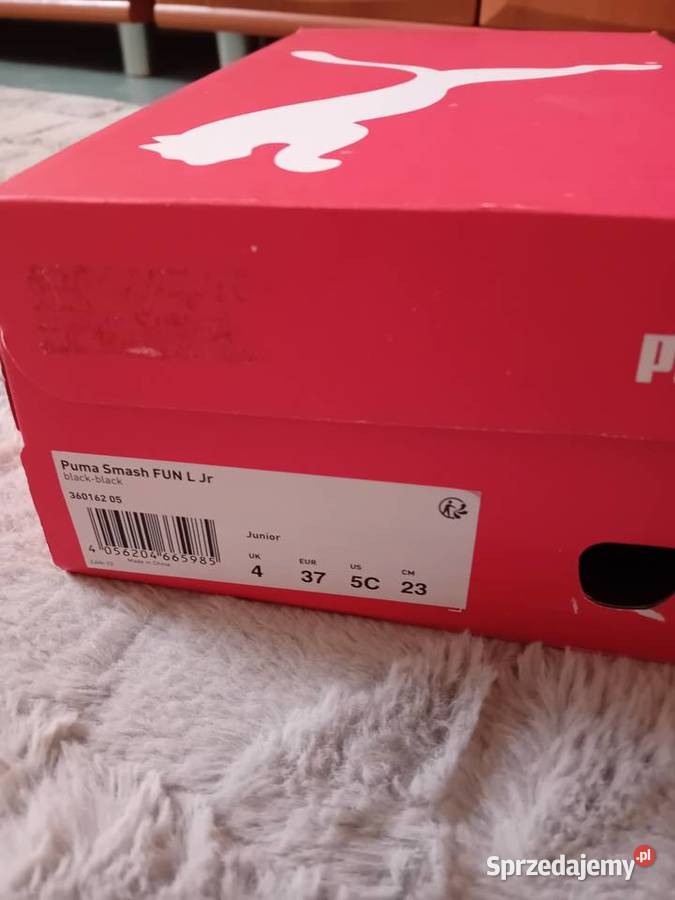 Puma Smash FUN L Jr
black-black
360162 05
4 056204 665985
Made in China
Junior
UK EUR US CM
4 37 5C 23
Sprzedajemy.pl